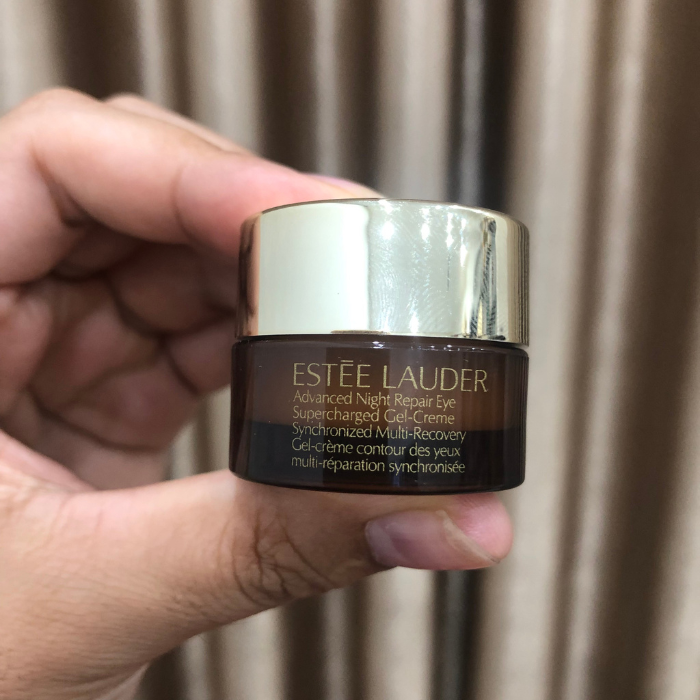 ESTĒE LAUDER
Advanced Night Repair Eye
Supercharged Gel-Creme
Synchronized Multi-Recovery
Gel-crème contour des yeux
multi-réparation synchronisée